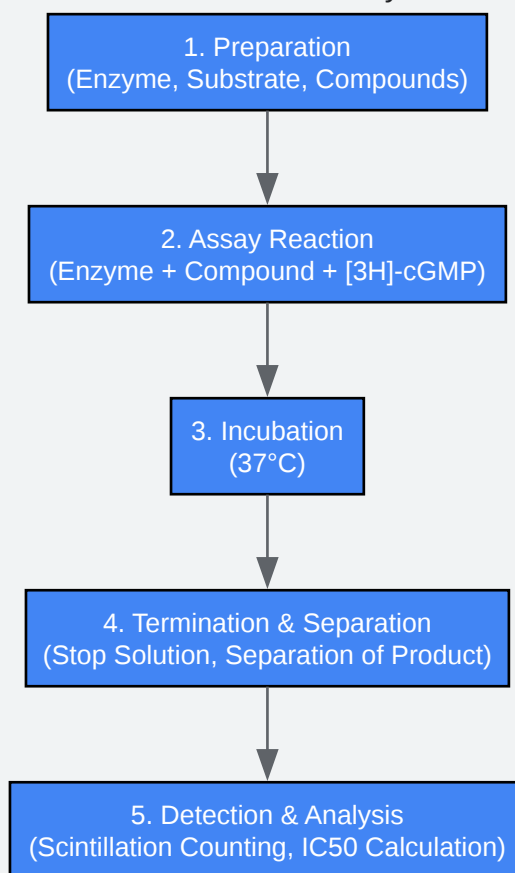 1. Preparation
(Enzyme, Substrate, Compounds)
2. Assay Reaction
(Enzyme + Compound + [3H]-cGMP)
3. Incubation
(37°C)
4. Termination & Separation
(Stop Solution, Separation of Product)
5. Detection & Analysis
(Scintillation Counting, IC50 Calculation)